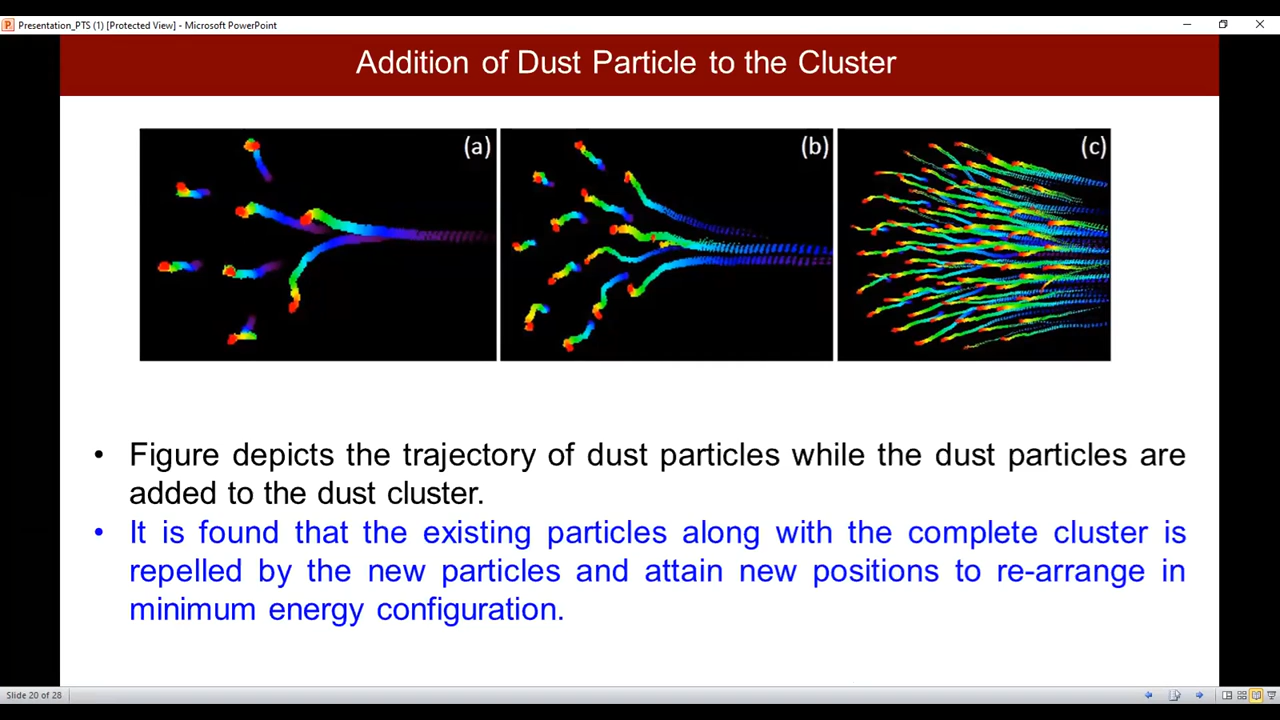 Presentation_PTS (1) [Protected View] - Microsoft PowerPoint
Addition of Dust Particle to the Cluster
(a)
(b)
(c)
• Figure depicts the trajectory of dust particles while the dust particles are
added to the dust cluster.
• It is found that the existing particles along with the complete cluster is
repelled by the new particles and attain new positions to re-arrange in
minimum energy configuration.
Slide 20 of 28